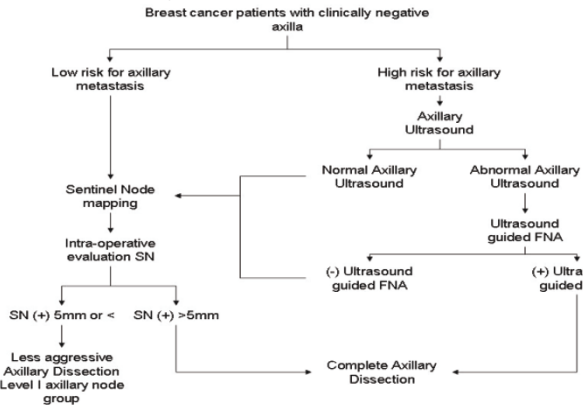 Breast cancer patients with clinically negative
axilla
Low risk for axillary
metastasis
High risk for axillary
metastasis
Axillary
Ultrasound
Normal Axillary
Ultrasound
Abnormal Axillary
Ultrasound
Sentinel Node
mapping
Ultrasound
guided FNA
Intra-operative
evaluation SN
(-) Ultrasound
guided FNA
(+) Ultra
guided
SN (+) 5mm or <
SN (+) >5mm
Less aggressive
Axillary Dissection
Level I axillary node
group
Complete Axillary
Dissection